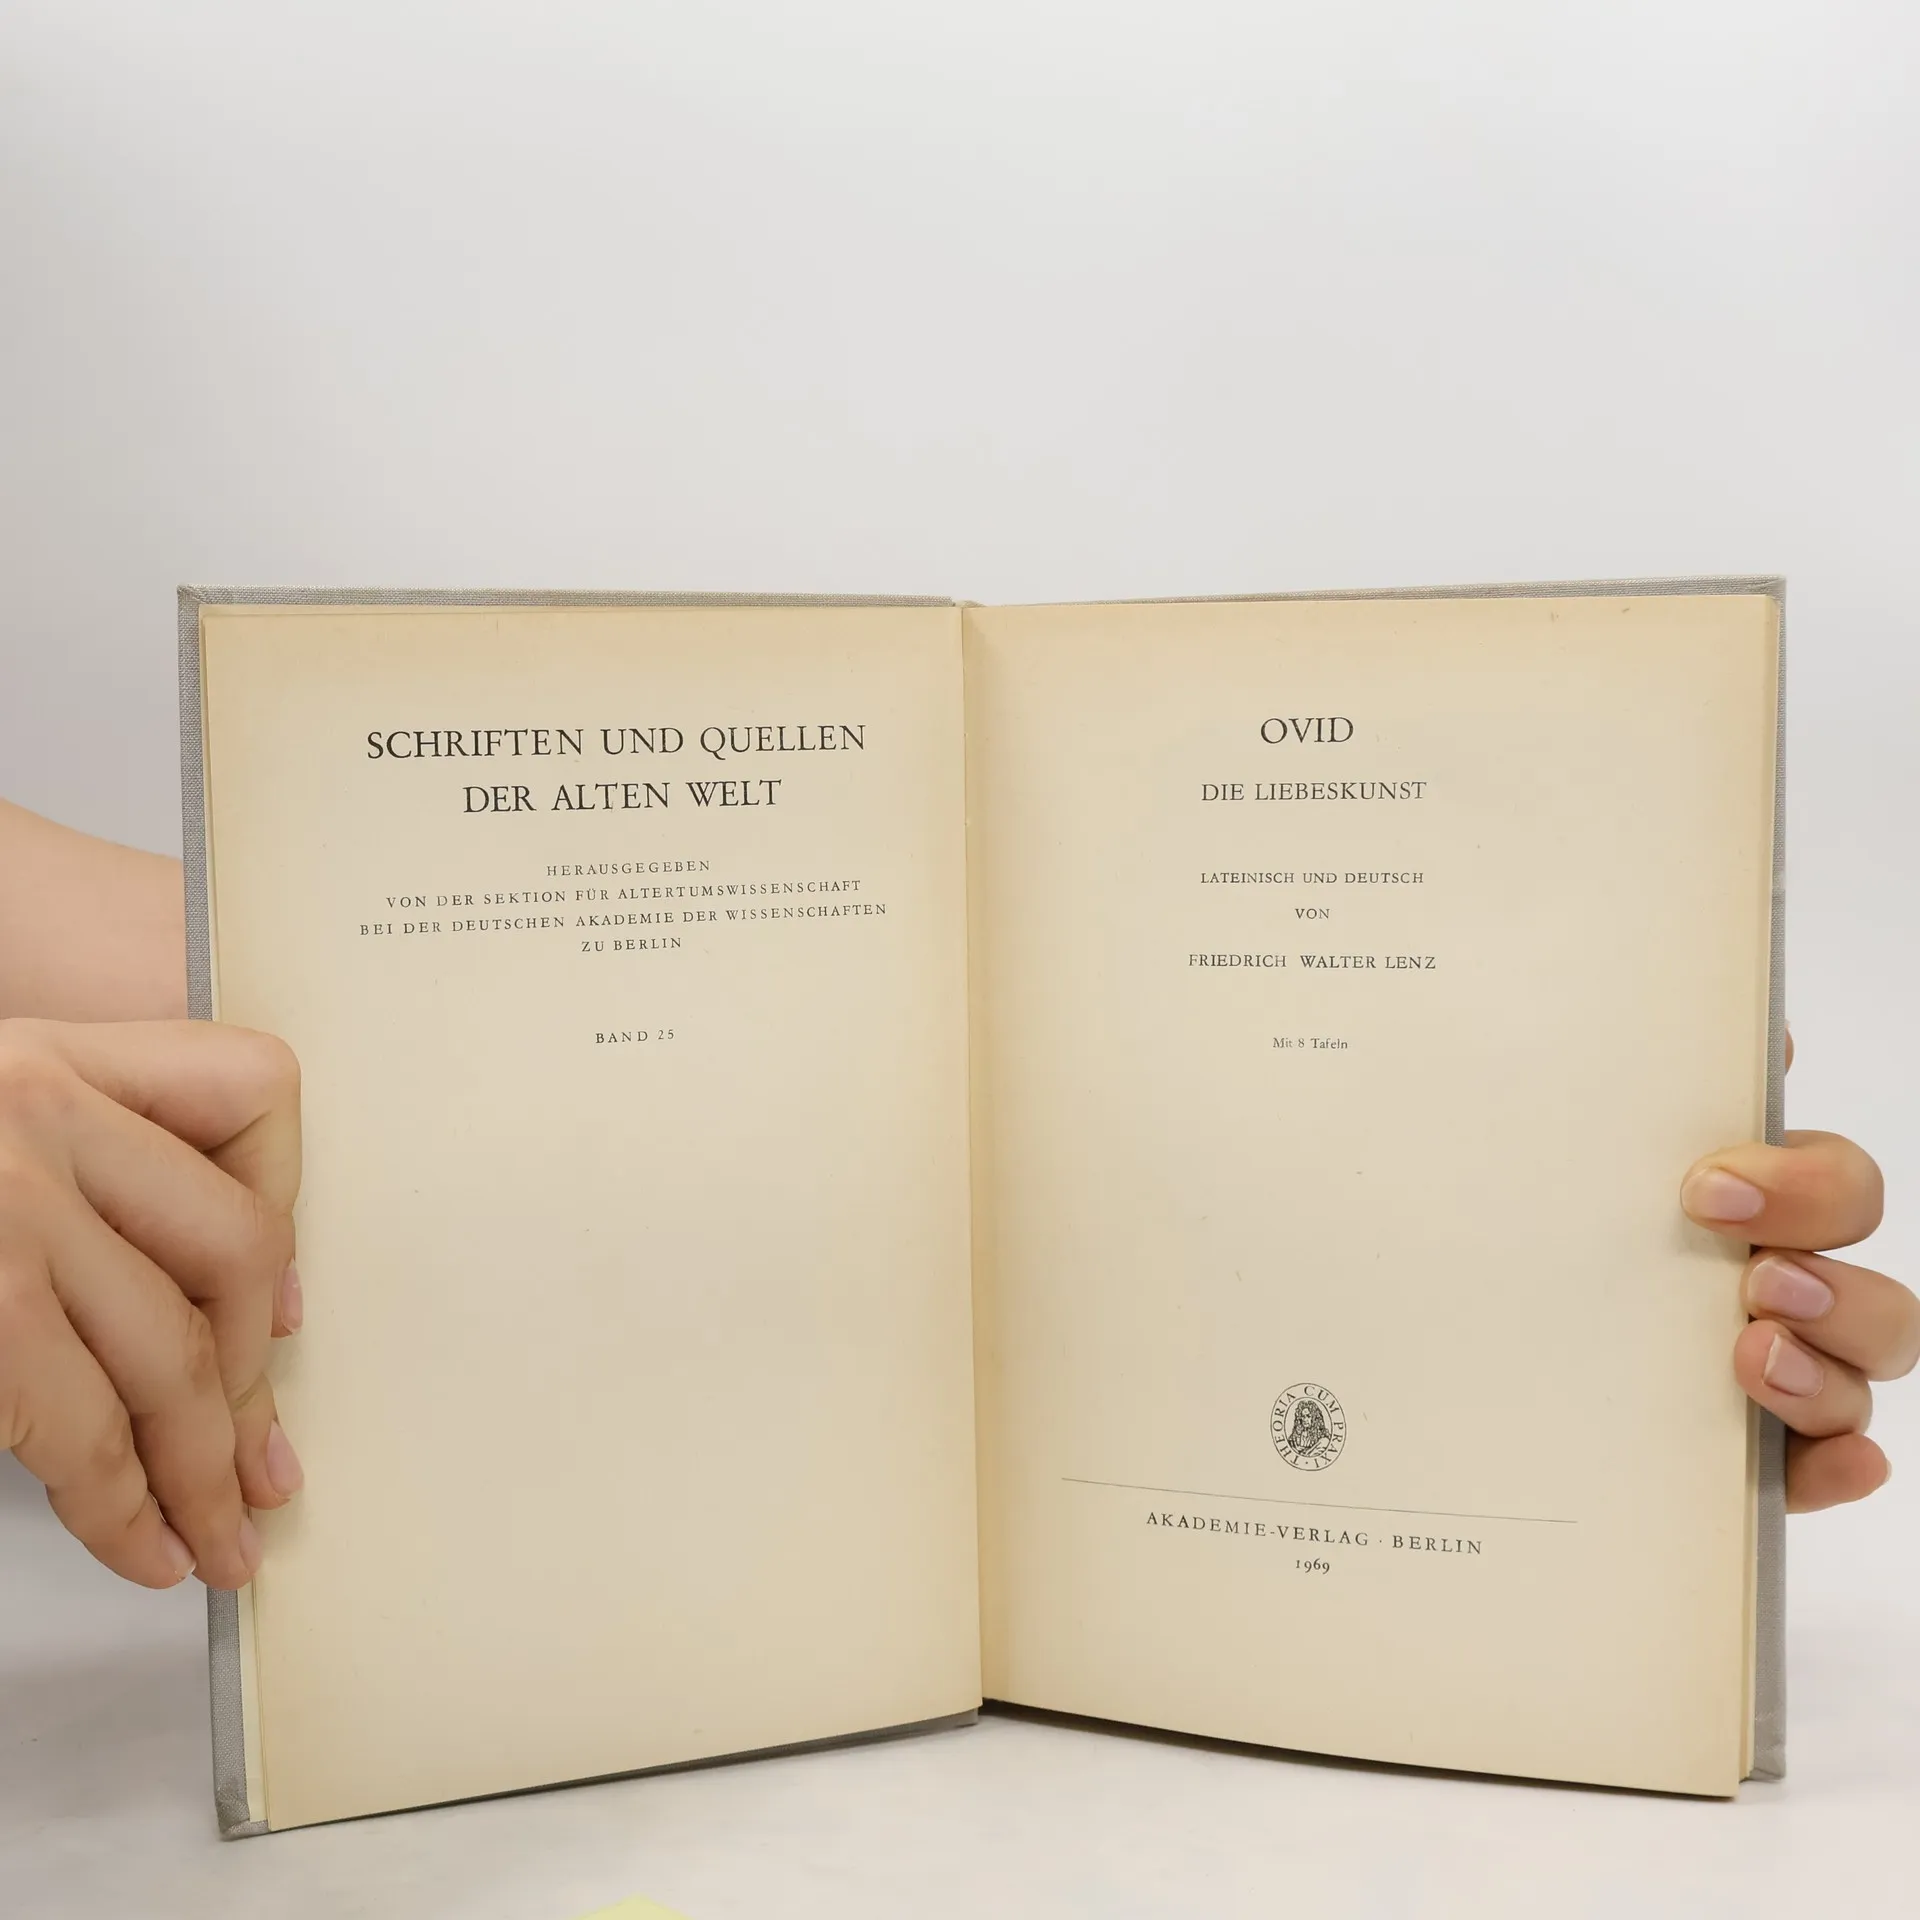 SCHRIFTEN UND QUELLEN
DER ALTEN WELT
HERAUSGEGEBEN
VON DER SEKTION FÜR ALTERTUMSWISSENSCHAFT
BEI DER DEUTSCHEN AKADEMIE DER WISSENSCHAFTEN
ZU BERLIN
BAND 25
OVID
DIE LIEBESKUNST
LATEINISCH UND DEUTSCH
VON
FRIEDRICH WALTER LENZ
Mit 8 Tafeln
THEORIA CUM PRAXI
AKADEMIE-VERLAG · BERLIN
1969